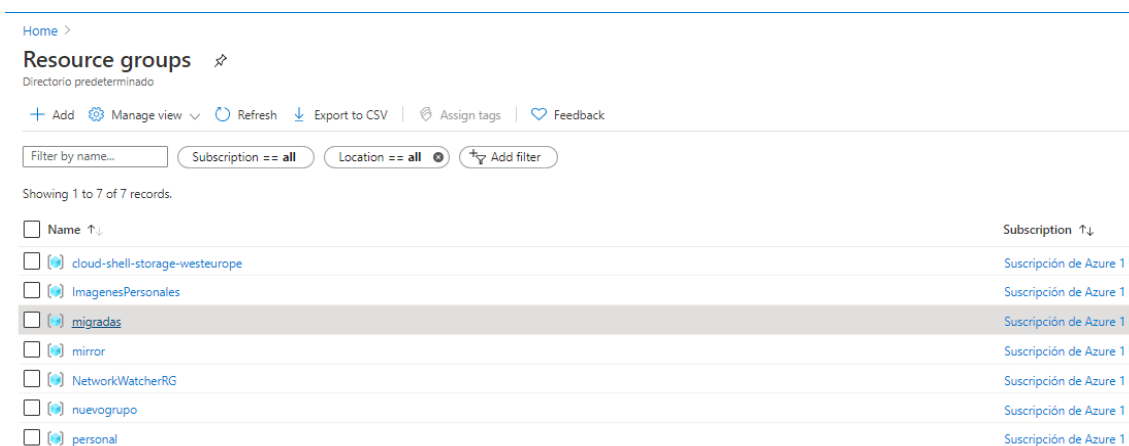 Home >
Resource groups
Directorio predeterminado
+ Add Manage view Refresh Export to CSV Assign tags Feedback
Filter by name... Subscription == all Location == all Add filter
Showing 1 to 7 of 7 records.
Name ↑↓ Subscription ↑↓
cloud-shell-storage-westeurope Suscripción de Azure 1
ImagenesPersonales Suscripción de Azure 1
migradas Suscripción de Azure 1
mirror Suscripción de Azure 1
NetworkWatcherRG Suscripción de Azure 1
nuevogrupo Suscripción de Azure 1
personal Suscripción de Azure 1